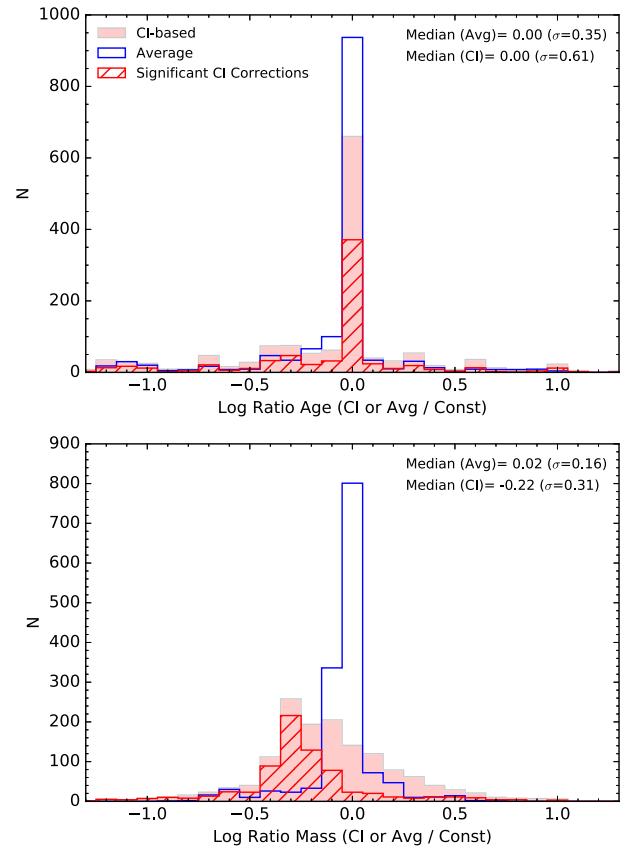 1000
800
600
400
200
0
N
CI-based
Average
Significant CI Corrections
Median (Avg)= 0.00 (σ=0.35)
Median (CI)= 0.00 (σ=0.61)
−1.0 −0.5 0.0 0.5 1.0
Log Ratio Age (CI or Avg / Const)
900
800
700
600
500
400
300
200
100
0
N
Median (Avg)= 0.02 (σ=0.16)
Median (CI)= -0.22 (σ=0.31)
−1.0 −0.5 0.0 0.5 1.0
Log Ratio Mass (CI or Avg / Const)